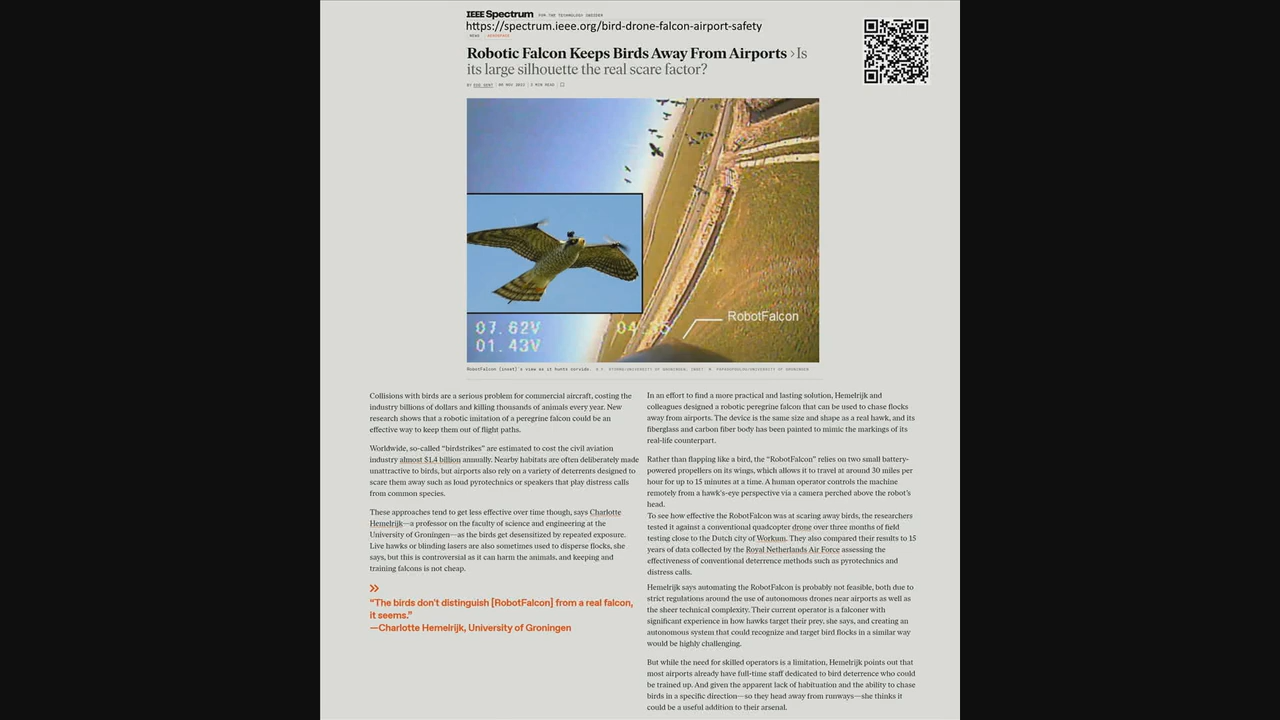 IEEE Spectrum FOR THE TECHNOLOGY INSIDER
https://spectrum.ieee.org/bird-drone-falcon-airport-safety
NEWS
Robotic Falcon Keeps Birds Away From Airports › Is
its large silhouette the real scare factor?
BY EDD GENT | 2 MIN READ |
07.62V
01.43V
RobotFalcon
RobotFalcon [inset]'s view as it hunts corvids.
Collisions with birds are a serious problem for commercial aircraft, costing the
industry billions of dollars and killing thousands of animals every year. New
research shows that a robotic imitation of a peregrine falcon could be an
effective way to keep them out of flight paths.
Worldwide, so-called “birdstrikes” are estimated to cost the civil aviation
industry almost $1.4 billion annually. Nearby habitats are often deliberately made
unattractive to birds, but airports also rely on a variety of deterrents designed to
scare them away such as loud pyrotechnics or speakers that play distress calls
from common species.
These approaches tend to get less effective over time though, says Charlotte
Hemelrijk—a professor on the faculty of science and engineering at the
University of Groningen—as the birds get desensitized by repeated exposure.
Live hawks or blinding lasers are also sometimes used to disperse flocks, she
says, but this is controversial as it can harm the animals, and keeping and
training falcons is not cheap.
“The birds don’t distinguish [RobotFalcon] from a real falcon,
it seems.”
—Charlotte Hemelrijk, University of Groningen
In an effort to find a more practical and lasting solution, Hemelrijk and
colleagues designed a robotic peregrine falcon that can be used to chase flocks
away from airports. The device is the same size and shape as a real hawk, and its
fiberglass and carbon fiber body has been painted to mimic the markings of its
real-life counterpart.
Rather than flapping like a bird, the “RobotFalcon” relies on two small battery-
powered propellers on its wings, which allows it to travel at around 30 miles per
hour for up to 15 minutes at a time. A human operator controls the machine
remotely from a hawk’s-eye perspective via a camera perched above the robot’s
head.
To see how effective the RobotFalcon was at scaring away birds, the researchers
tested it against a conventional quadcopter drone over three months of field
testing close to the Dutch city of Workum. They also compared their results to 15
years of data collected by the Royal Netherlands Air Force assessing the
effectiveness of conventional deterrence methods such as pyrotechnics and
distress calls.
Hemelrijk says automating the RobotFalcon is probably not feasible, both due to
strict regulations around the use of autonomous drones near airports as well as
the sheer technical complexity. Their current operator is a falconer with
significant experience in how hawks target their prey, she says, and creating an
autonomous system that could recognize and target bird flocks in a similar way
would be highly challenging.
But while the need for skilled operators is a limitation, Hemelrijk points out that
most airports already have full-time staff dedicated to bird deterrence who could
be trained up. And given the apparent lack of habituation and the ability to chase
birds in a specific direction—so they head away from runways—she thinks it
could be a useful addition to their arsenal.